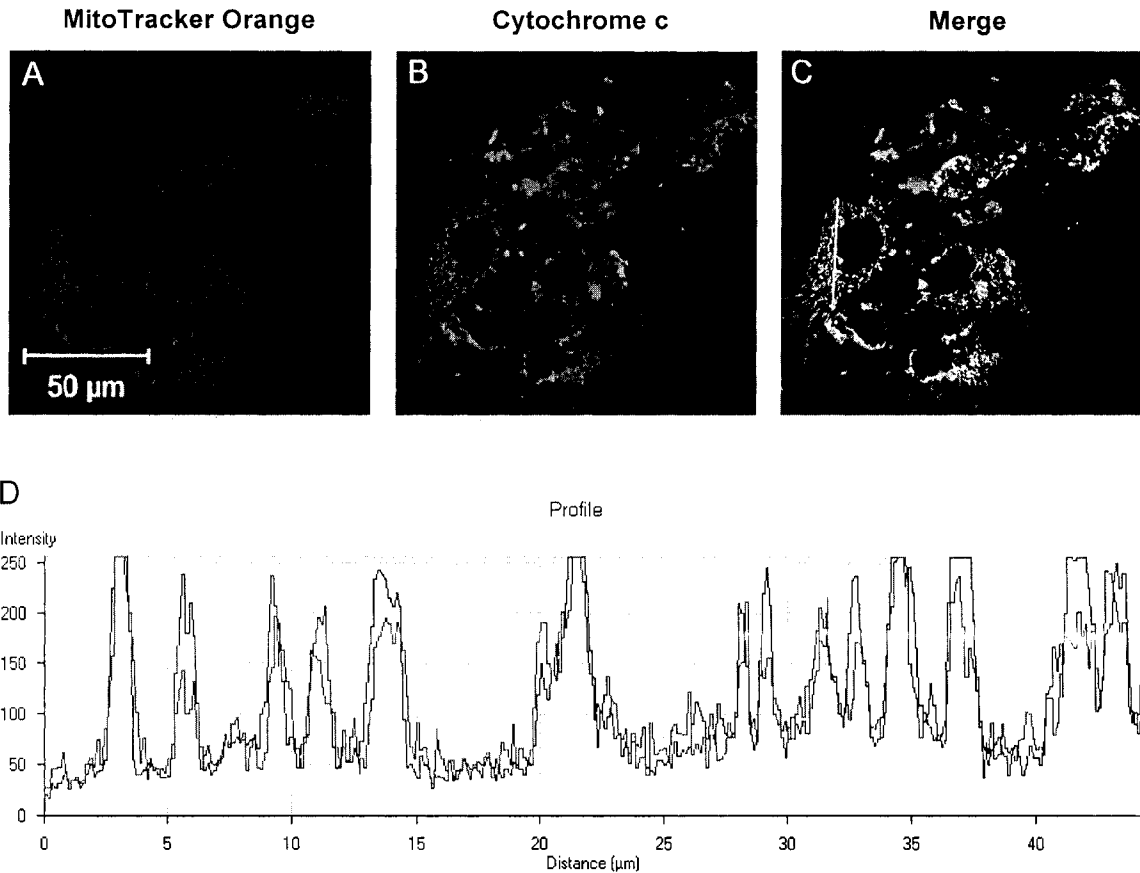 MitoTracker Orange
Cytochrome c
Merge
A
B
C
50 µm
D
Profile
Intensity
250
200
150
100
50
0
0
5
10
15
20
25
30
35
40
Distance (µm)